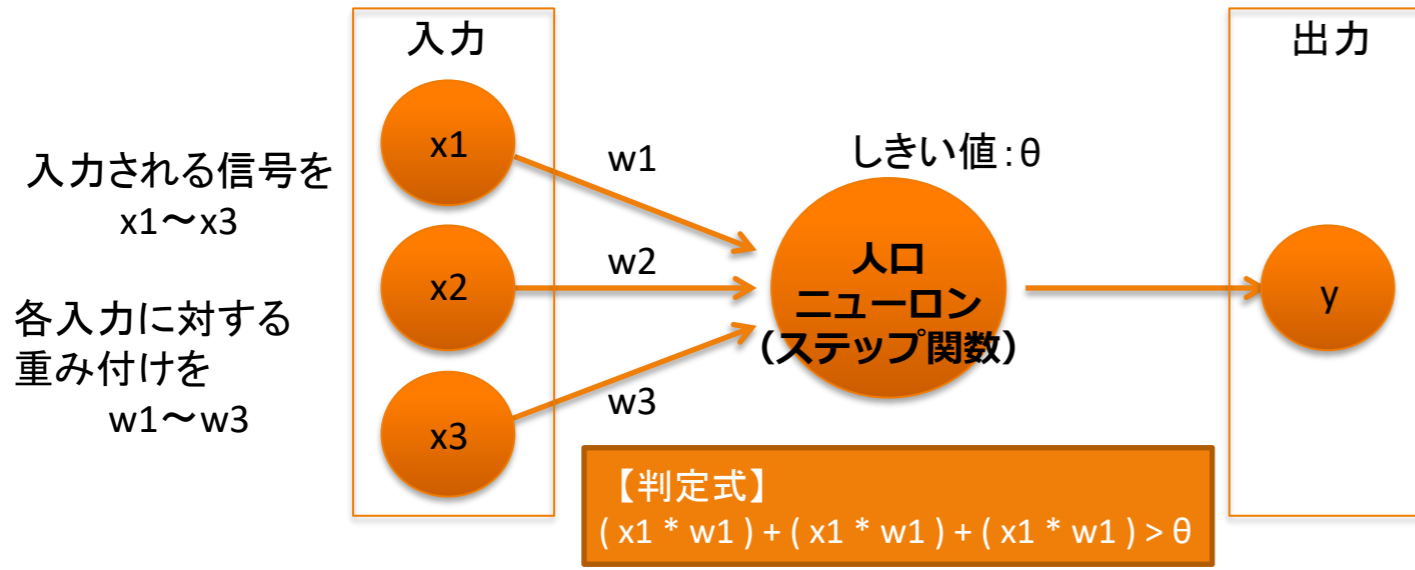 入力
出力
x1
w1
しきい値：θ
入力される信号を
x1～x3
x2
w2
人口
ニューロン
（ステップ関数）
y
各入力に対する
重み付けを
w1～w3
x3
w3
【判定式】
( x1 * w1 ) + ( x1 * w1 ) + ( x1 * w1 ) > θ